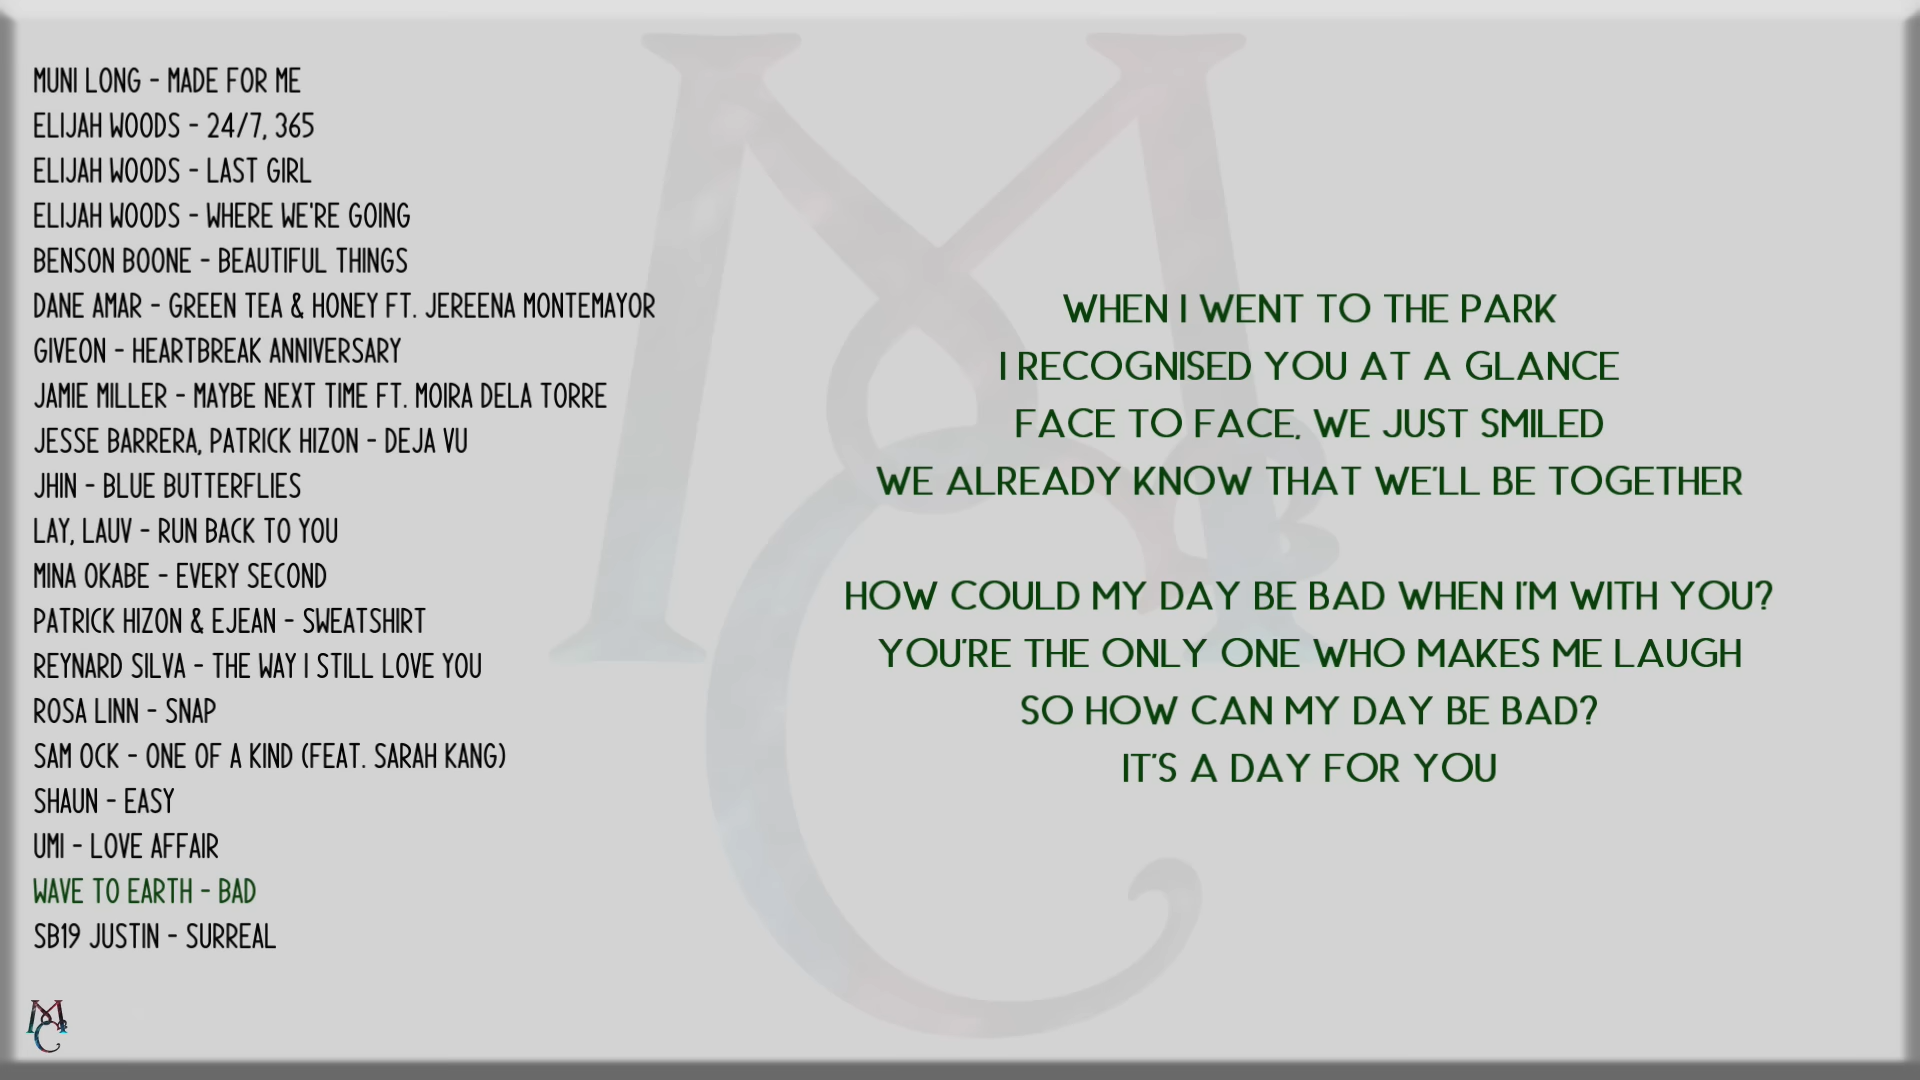 MUNI LONG - MADE FOR ME
ELIJAH WOODS - 24/7, 365
ELIJAH WOODS - LAST GIRL
ELIJAH WOODS - WHERE WE'RE GOING
BENSON BOONE - BEAUTIFUL THINGS
DANE AMAR - GREEN TEA & HONEY FT. JEREENA MONTEMAYOR
GIVEON - HEARTBREAK ANNIVERSARY
JAMIE MILLER - MAYBE NEXT TIME FT. MOIRA DELA TORRE
JESSE BARRERA, PATRICK HIZON - DEJA VU
JHIN - BLUE BUTTERFLIES
LAY, LAUV - RUN BACK TO YOU
MINA OKABE - EVERY SECOND
PATRICK HIZON & EJEAN - SWEATSHIRT
REYNARD SILVA - THE WAY I STILL LOVE YOU
ROSA LINN - SNAP
SAM OCK - ONE OF A KIND (FEAT. SARAH KANG)
SHAUN - EASY
UMI - LOVE AFFAIR
WAVE TO EARTH - BAD
SB19 JUSTIN - SURREAL
WHEN I WENT TO THE PARK
I RECOGNISED YOU AT A GLANCE
FACE TO FACE, WE JUST SMILED
WE ALREADY KNOW THAT WE'LL BE TOGETHER
HOW COULD MY DAY BE BAD WHEN I'M WITH YOU?
YOU'RE THE ONLY ONE WHO MAKES ME LAUGH
SO HOW CAN MY DAY BE BAD?
IT'S A DAY FOR YOU